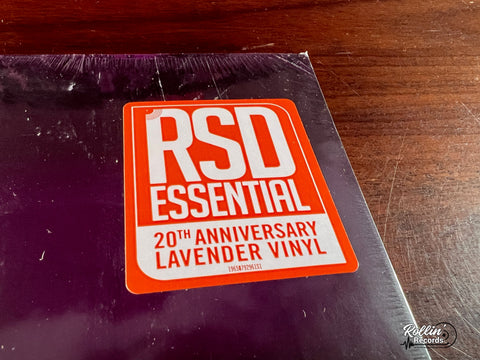 RSD
ESSENTIAL
20TH ANNIVERSARY
LAVENDER VINYL
Rollin'
Records